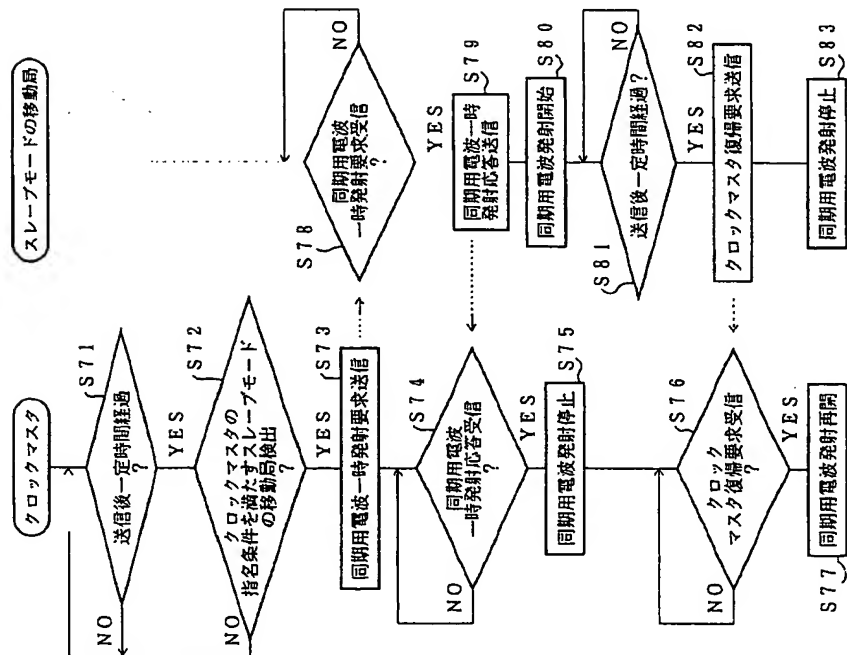 クロックマスタ
送信後一定時間経過
?
S71
NO
YES
クロックマスタの
指名条件を満たすスレーブモード
の移動局検出
?
S72
NO
YES
同期用電波一時発射要求送信
S73
同期用電波
一時発射応答受信
?
S74
NO
YES
同期用電波発射停止
S75
クロック
マスタ復帰要求受信
?
S76
NO
YES
同期用電波発射再開
S77
スレーブモードの移動局
同期用電波
一時発射要求受信
?
S78
NO
YES
同期用電波一時
発射応答送信
S79
同期用電波発射開始
S80
送信後一定時間経過?
S81
NO
YES
クロックマスタ復帰要求送信
S82
同期用電波発射停止
S83